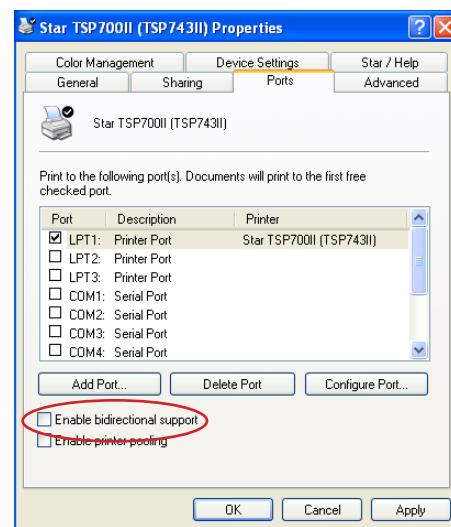 Star TSP700II (TSP743II) Properties
Color Management Device Settings Star / Help
General Sharing Ports Advanced
Star TSP700II (TSP743II)
Print to the following port(s). Documents will print to the first free
checked port.
Port Description Printer
LPT1: Printer Port Star TSP700II (TSP743II)
LPT2: Printer Port
LPT3: Printer Port
COM1: Serial Port
COM2: Serial Port
COM3: Serial Port
COM4: Serial Port
Add Port... Delete Port Configure Port...
Enable bidirectional support
Enable printer pooling
OK Cancel Apply